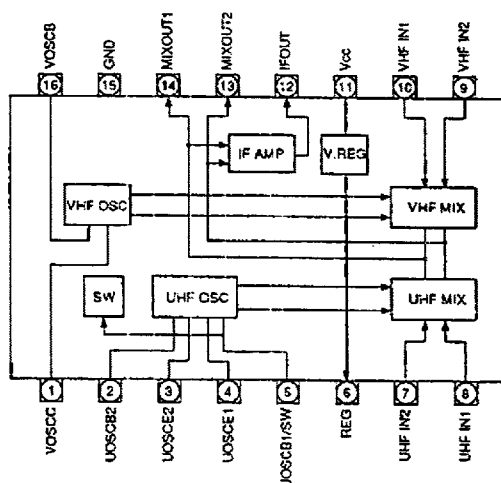 VOSCB
GND
MIXOUT1
MIXOUT2
IFOUT
Vcc
VHF IN1
VHF IN2
16
15
14
13
12
11
10
9
IF AMP
V.REG
VHF OSC
VHF MIX
SW
UHF OSC
UHF MIX
1
2
3
4
5
6
7
8
VOSCC
UOSCB2
UOSCE2
UOSCE1
UOSCB1/SW
REG
UHF IN2
UHF IN1